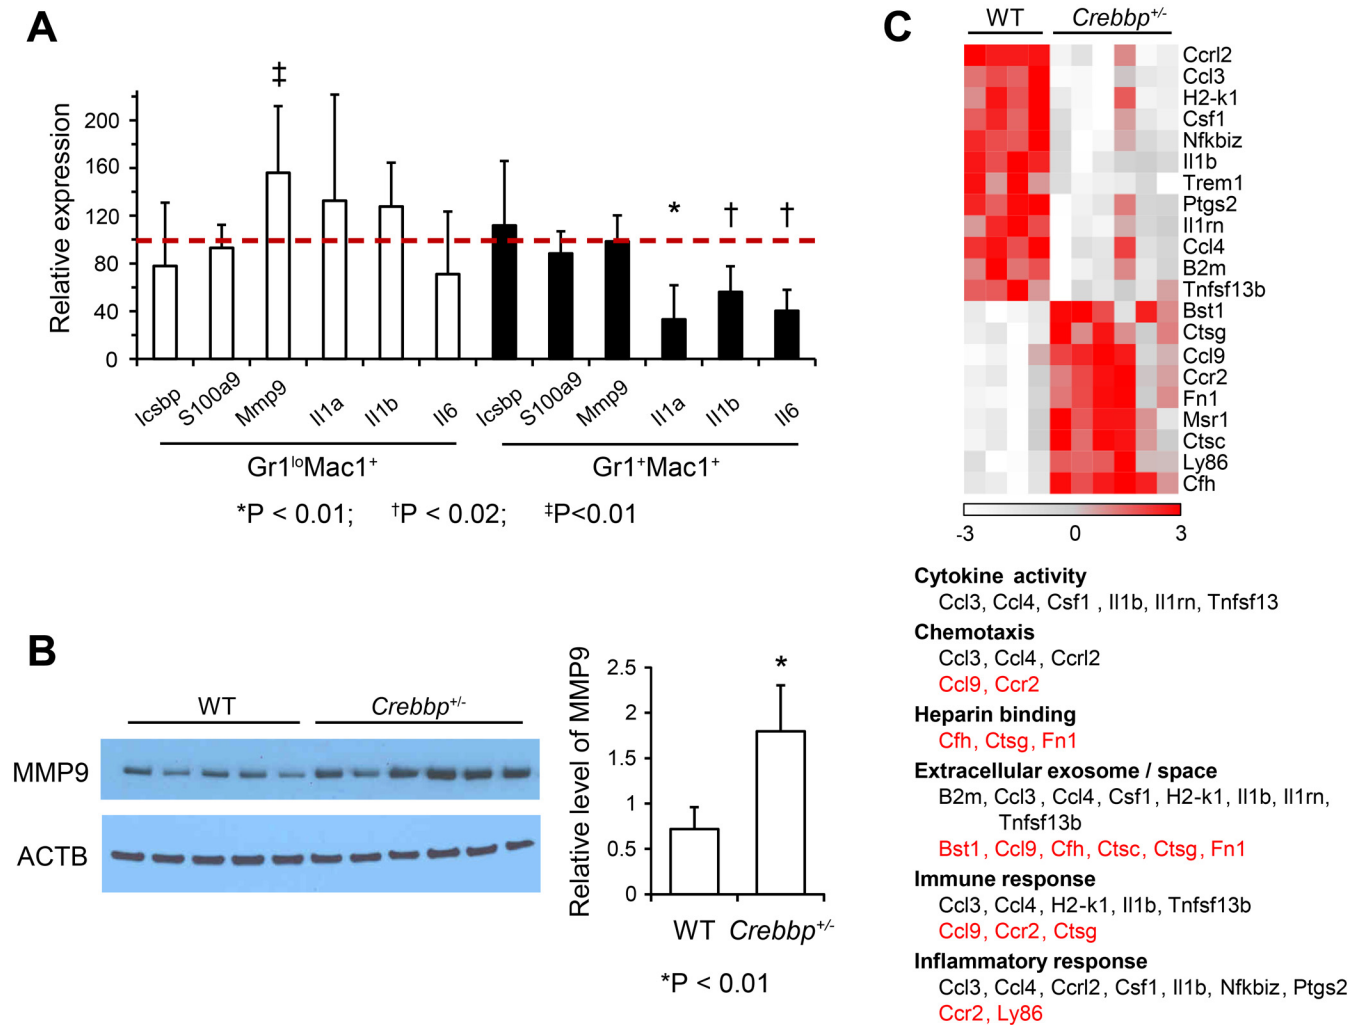 A
‡
*
†
†
Relative expression
200
160
120
80
40
0
Icsbp
S100a9
Mmp9
Il1a
Il1b
Il6
Icsbp
S100a9
Mmp9
Il1a
Il1b
Il6
Gr1ˡᵒMac1⁺
Gr1⁺Mac1⁺
*P < 0.01; †P < 0.02; ‡P<0.01
B
WT
Crebbp⁺/⁻
MMP9
ACTB
Relative level of MMP9
2.5
2
1.5
1
0.5
0
*
WT
Crebbp⁺/⁻
*P < 0.01
C
WT
Crebbp⁺/⁻
Ccrl2
Ccl3
H2-k1
Csf1
Nfkbiz
Il1b
Trem1
Ptgs2
Il1rn
Ccl4
B2m
Tnfsf13b
Bst1
Ctsg
Ccl9
Ccr2
Fn1
Msr1
Ctsc
Ly86
Cfh
-3
0
3
Cytokine activity
Ccl3, Ccl4, Csf1 , Il1b, Il1rn, Tnfsf13
Chemotaxis
Ccl3, Ccl4, Ccrl2
Ccl9, Ccr2
Heparin binding
Cfh, Ctsg, Fn1
Extracellular exosome / space
B2m, Ccl3, Ccl4, Csf1, H2-k1, Il1b, Il1rn,
Tnfsf13b
Bst1, Ccl9, Cfh, Ctsc, Ctsg, Fn1
Immune response
Ccl3, Ccl4, H2-k1, Il1b, Tnfsf13b
Ccl9, Ccr2, Ctsg
Inflammatory response
Ccl3, Ccl4, Ccrl2, Csf1, Il1b, Nfkbiz, Ptgs2
Ccr2, Ly86